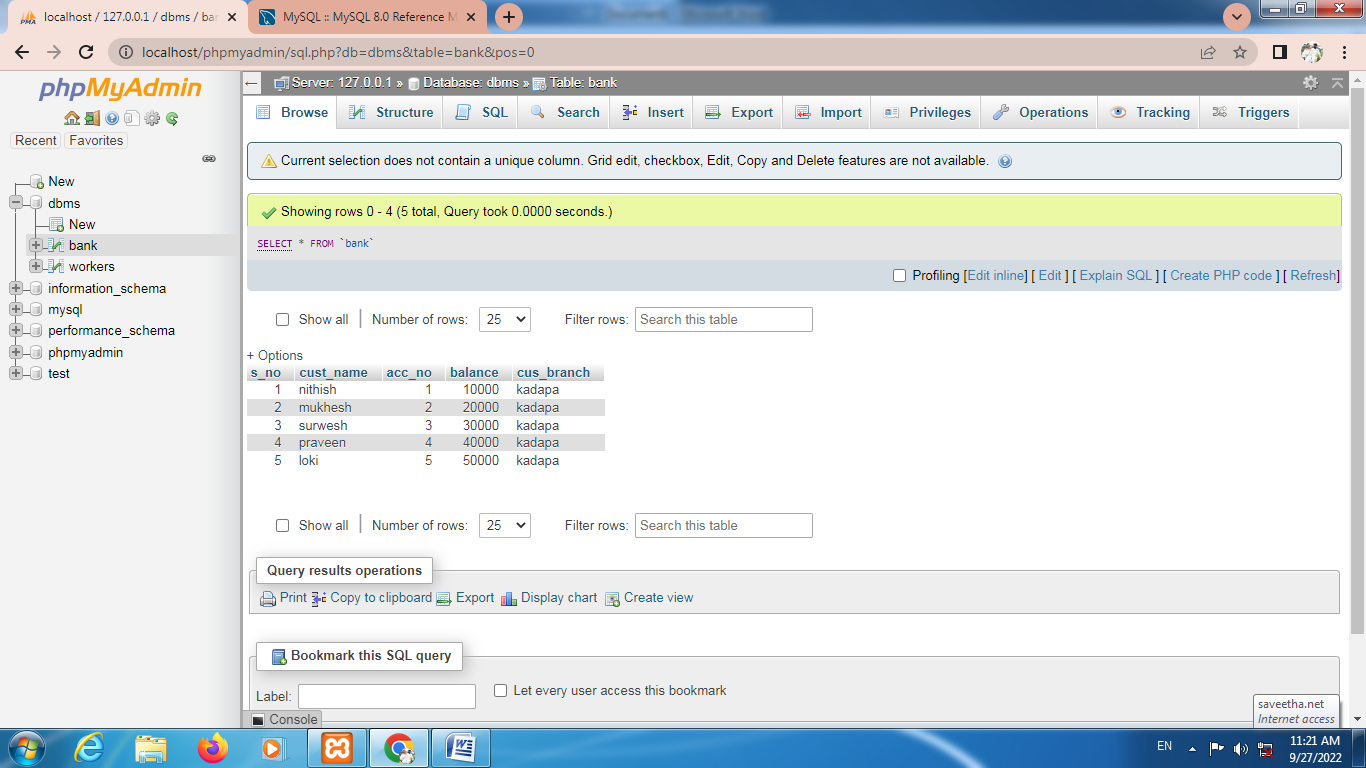 localhost / 127.0.0.1 / dbms / bar
MySQL :: MySQL 8.0 Reference M
localhost/phpmyadmin/sql.php?db=dbms&table=bank&pos=0
phpMyAdmin
Recent Favorites
New
dbms
New
bank
workers
information_schema
mysql
performance_schema
phpmyadmin
test
Server: 127.0.0.1 » Database: dbms » Table: bank
Browse Structure SQL Search Insert Export Import Privileges Operations Tracking Triggers
Current selection does not contain a unique column. Grid edit, checkbox, Edit, Copy and Delete features are not available.
Showing rows 0 - 4 (5 total, Query took 0.0000 seconds.)
SELECT * FROM `bank`
Profiling [Edit inline] [ Edit ] [ Explain SQL ] [ Create PHP code ] [ Refresh]
Show all | Number of rows: 25 Filter rows: Search this table
+ Options
s_no cust_name acc_no balance cus_branch
1 nithish 1 10000 kadapa
2 mukhesh 2 20000 kadapa
3 surwesh 3 30000 kadapa
4 praveen 4 40000 kadapa
5 loki 5 50000 kadapa
Show all | Number of rows: 25 Filter rows: Search this table
Query results operations
Print Copy to clipboard Export Display chart Create view
Bookmark this SQL query
Label: Let every user access this bookmark
Console
saveetha.net
Internet access
EN
11:21 AM
9/27/2022